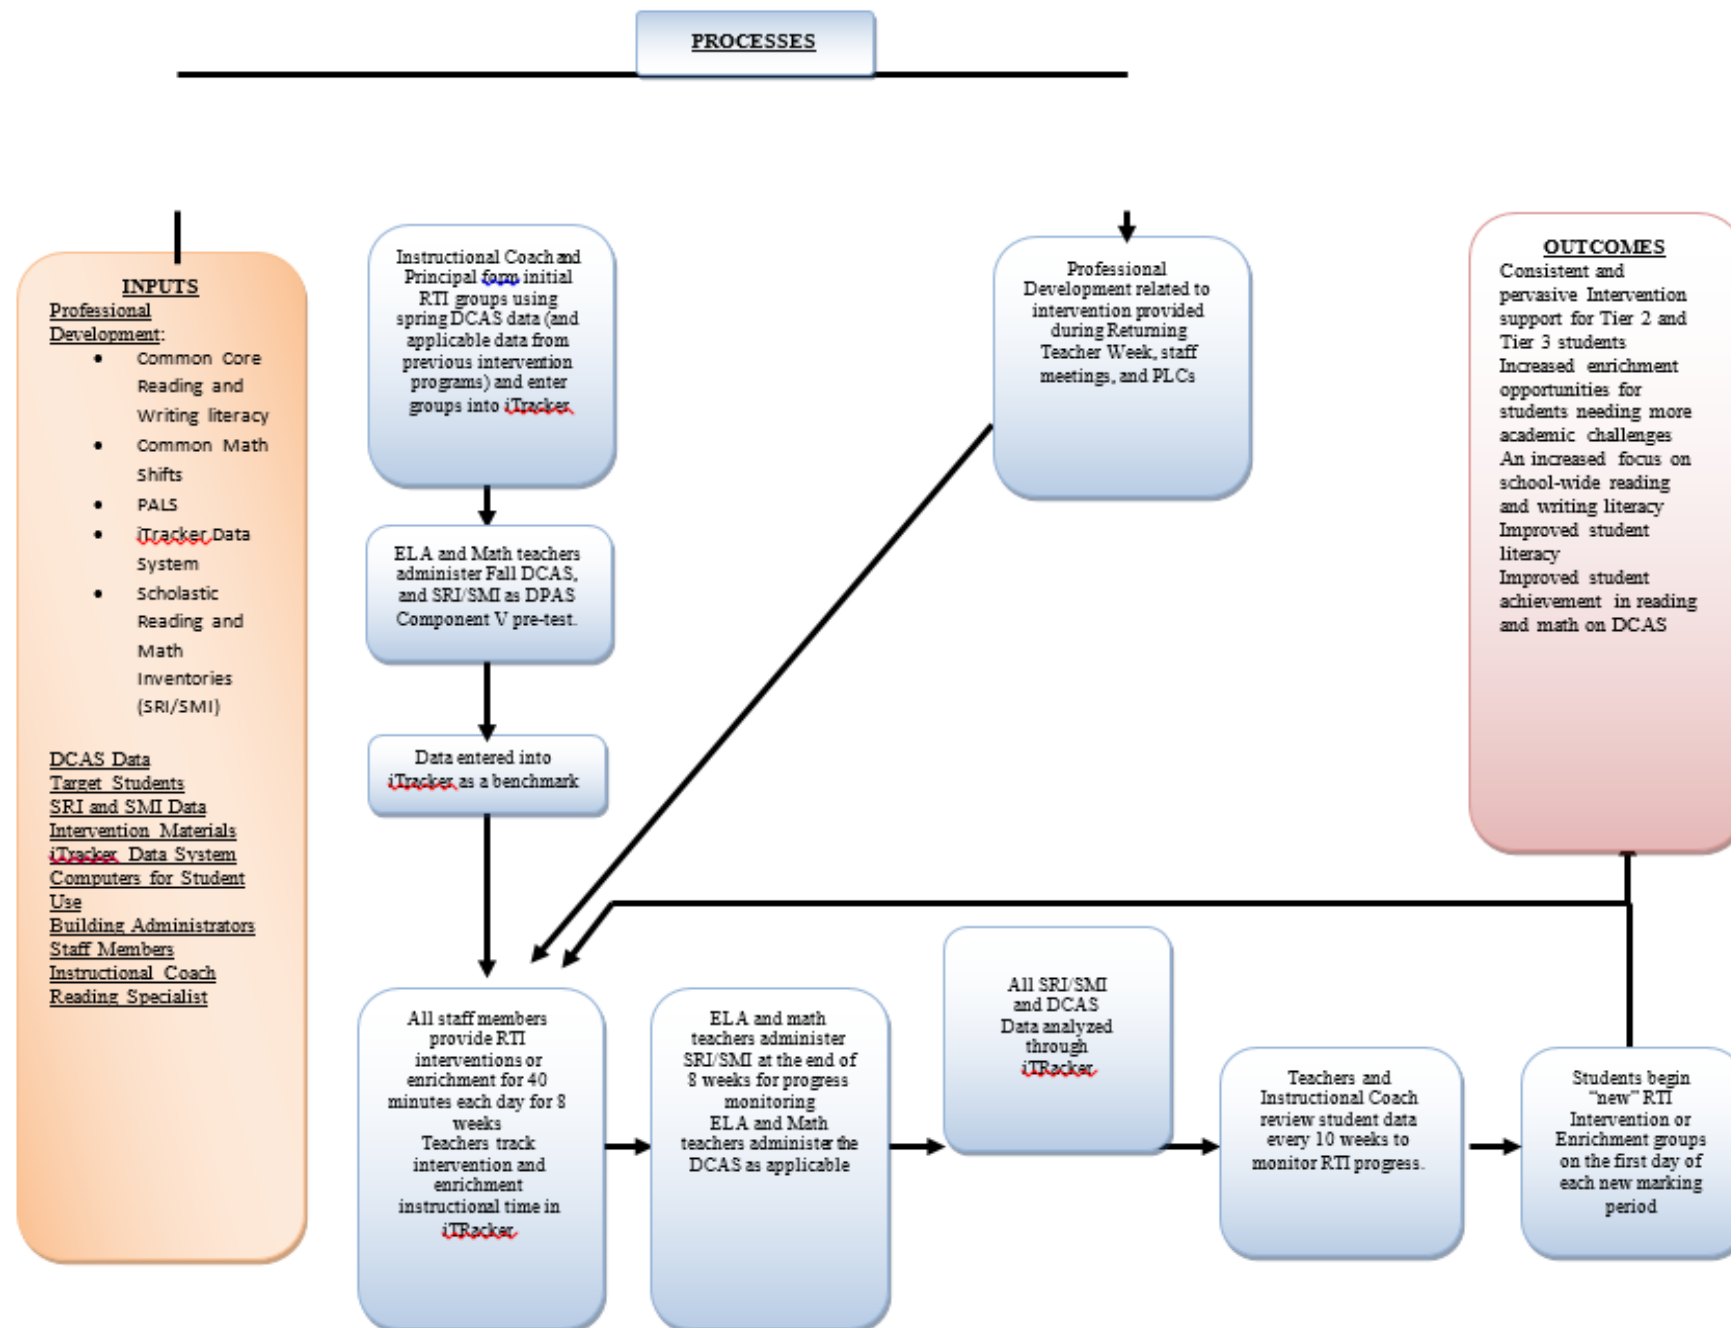 PROCESSES
INPUTS
Professional
Development:
• Common Core
Reading and
Writing literacy
• Common Math
Shifts
• PALS
• iTracker Data
System
• Scholastic
Reading and
Math
Inventories
(SRI/SMI)
DCAS Data
Target Students
SRI and SMI Data
Intervention Materials
iTracker Data System
Computers for Student
Use
Building Administrators
Staff Members
Instructional Coach
Reading Specialist
Instructional Coach and
Principal form initial
RTI groups using
spring DCAS data (and
applicable data from
previous intervention
programs) and enter
groups into iTracker
ELA and Math teachers
administer Fall DCAS,
and SRI/SMI as DPAS
Component V pre-test.
Data entered into
iTracker as a benchmark
Professional
Development related to
intervention provided
during Returning
Teacher Week, staff
meetings, and PLCs
OUTCOMES
Consistent and
pervasive Intervention
support for Tier 2 and
Tier 3 students
Increased enrichment
opportunities for
students needing more
academic challenges
An increased focus on
school-wide reading
and writing literacy
Improved student
literacy
Improved student
achievement in reading
and math on DCAS
All staff members
provide RTI
interventions or
enrichment for 40
minutes each day for 8
weeks
Teachers track
intervention and
enrichment
instructional time in
iTRacker
ELA and math
teachers administer
SRI/SMI at the end of
8 weeks for progress
monitoring
ELA and Math
teachers administer the
DCAS as applicable
All SRI/SMI
and DCAS
Data analyzed
through
iTRacker
Teachers and
Instructional Coach
review student data
every 10 weeks to
monitor RTI progress.
Students begin
"new" RTI
Intervention or
Enrichment groups
on the first day of
each new marking
period